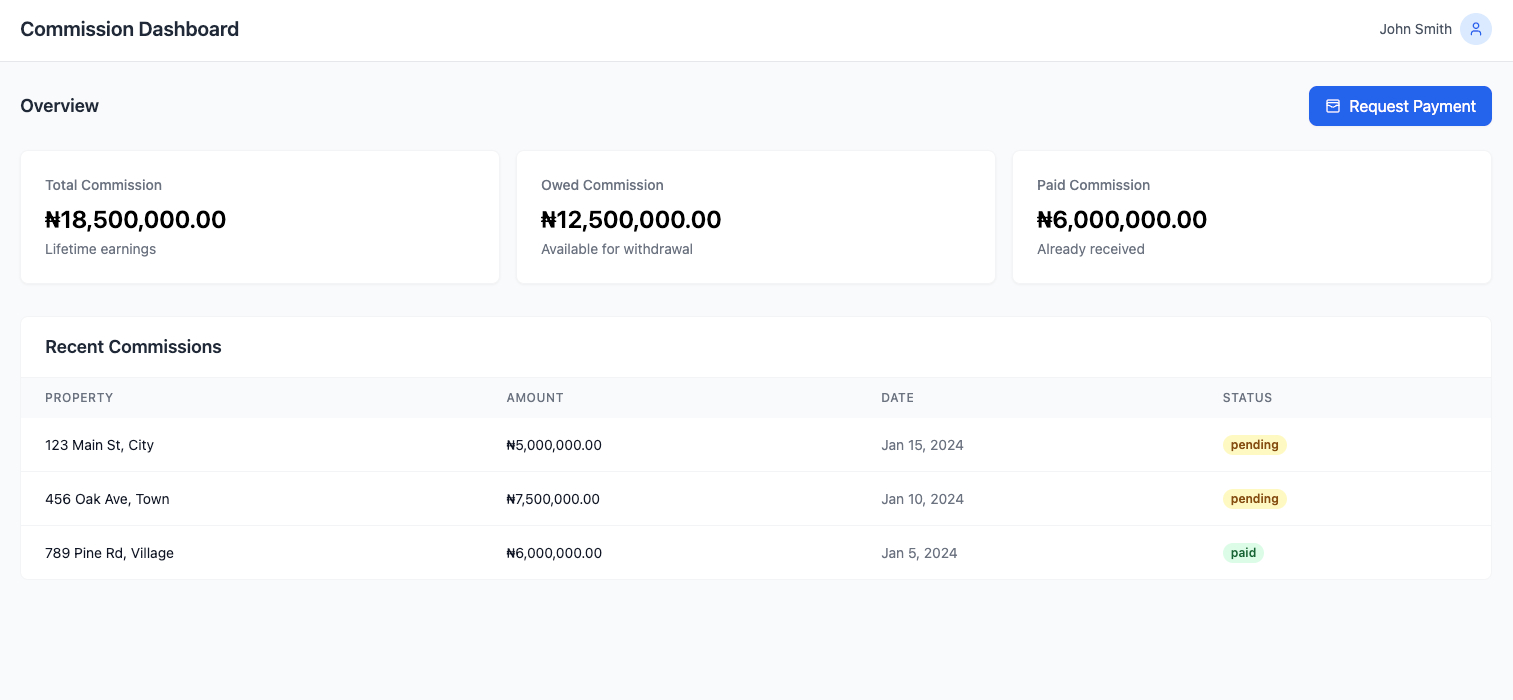 Commission Dashboard
John Smith
Overview
Request Payment
Total Commission
₦18,500,000.00
Lifetime earnings
Owed Commission
₦12,500,000.00
Available for withdrawal
Paid Commission
₦6,000,000.00
Already received
Recent Commissions
PROPERTY AMOUNT DATE STATUS
123 Main St, City ₦5,000,000.00 Jan 15, 2024 pending
456 Oak Ave, Town ₦7,500,000.00 Jan 10, 2024 pending
789 Pine Rd, Village ₦6,000,000.00 Jan 5, 2024 paid